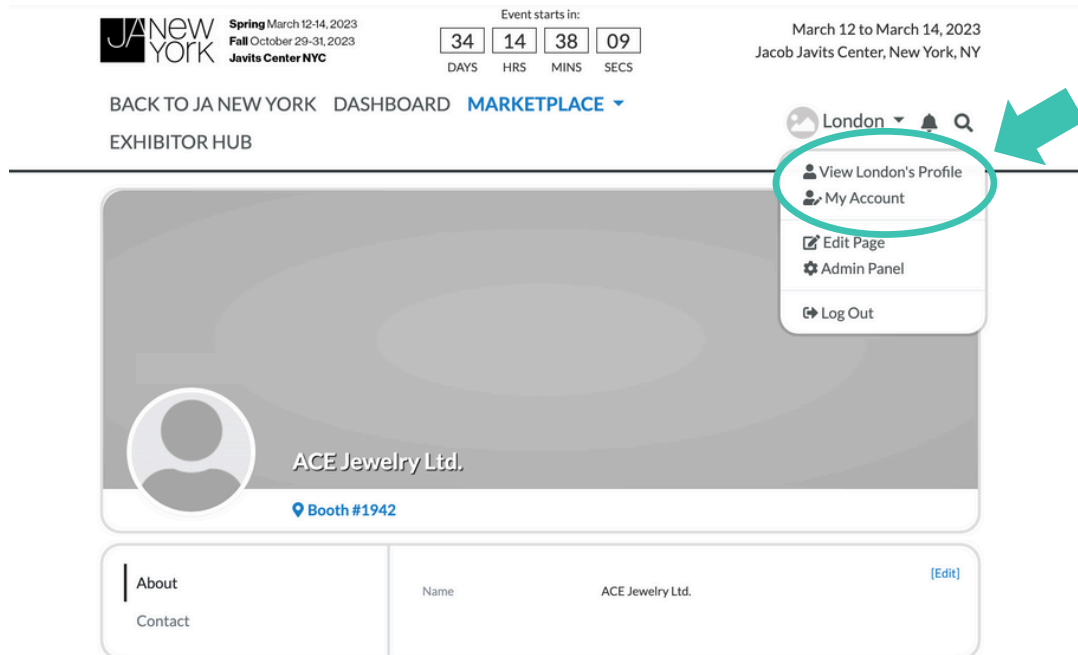 JA NEW
YORK
Spring March 12-14, 2023
Fall October 29-31, 2023
Javits Center NYC
Event starts in:
34 14 38 09
DAYS HRS MINS SECS
March 12 to March 14, 2023
Jacob Javits Center, New York, NY
BACK TO JA NEW YORK DASHBOARD MARKETPLACE
EXHIBITOR HUB
London
View London's Profile
My Account
Edit Page
Admin Panel
Log Out
ACE Jewelry Ltd.
Booth #1942
About
Contact
Name ACE Jewelry Ltd.
[Edit]